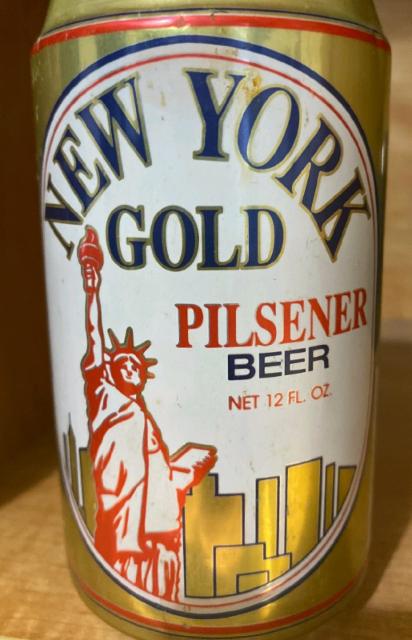 NEW YORK
GOLD
PILSENER
BEER
NET 12 FL. OZ.